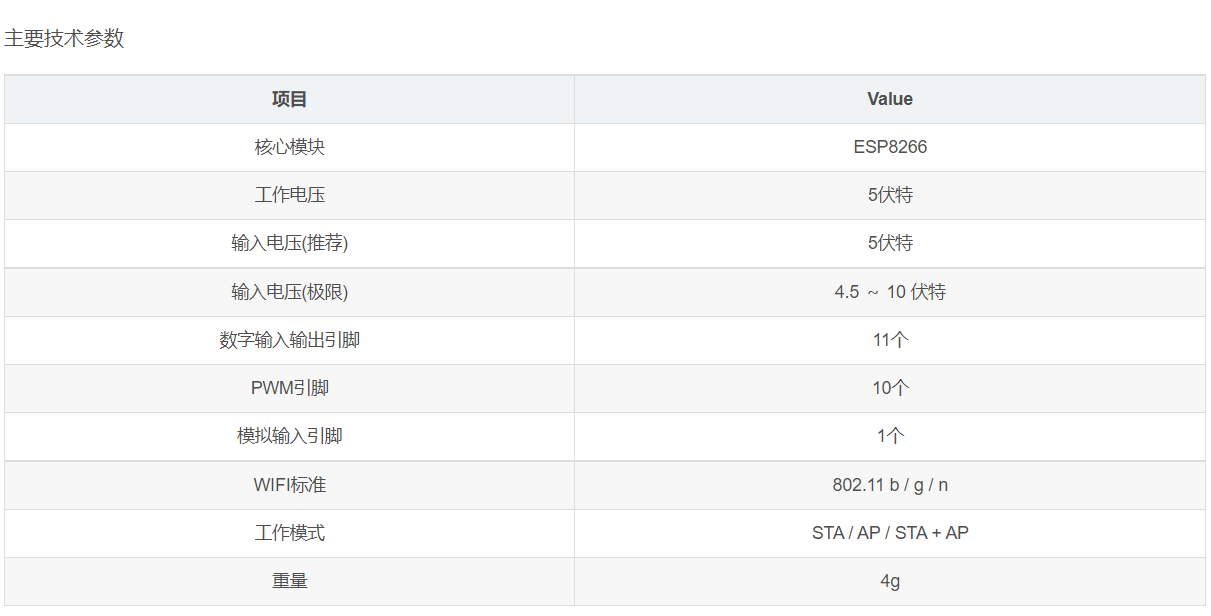 主要技术参数
项目 Value
核心模块 ESP8266
工作电压 5伏特
输入电压(推荐) 5伏特
输入电压(极限) 4.5 ~ 10 伏特
数字输入输出引脚 11个
PWM引脚 10个
模拟输入引脚 1个
WIFI标准 802.11 b / g / n
工作模式 STA / AP / STA + AP
重量 4g